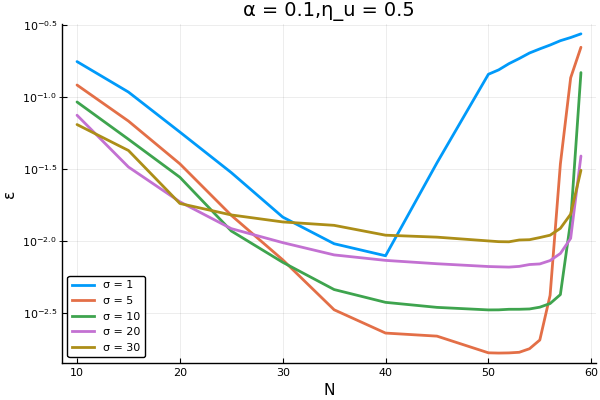 α = 0.1,η_u = 0.5
10⁻⁰·⁵
10⁻¹·⁰
10⁻¹·⁵
10⁻²·⁰
10⁻²·⁵
ε
σ = 1
σ = 5
σ = 10
σ = 20
σ = 30
10 20 30 40 50 60
N